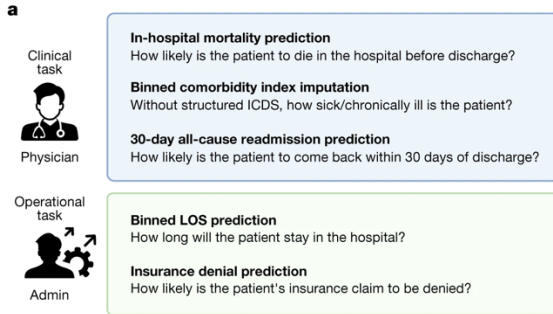 a
Clinical
task
Physician
In-hospital mortality prediction
How likely is the patient to die in the hospital before discharge?
Binned comorbidity index imputation
Without structured ICDS, how sick/chronically ill is the patient?
30-day all-cause readmission prediction
How likely is the patient to come back within 30 days of discharge?
Operational
task
Admin
Binned LOS prediction
How long will the patient stay in the hospital?
Insurance denial prediction
How likely is the patient's insurance claim to be denied?